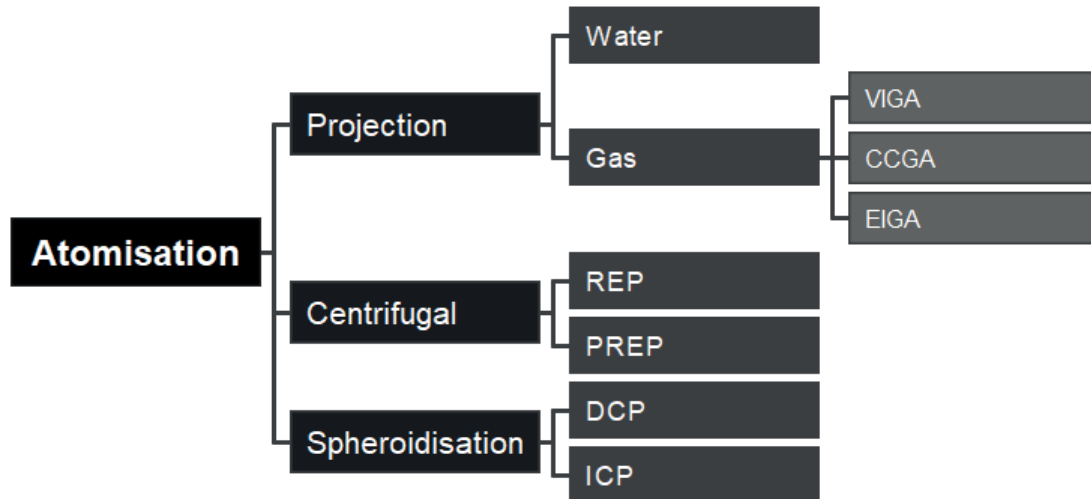 Atomisation
Projection
Water
Gas
VIGA
CCGA
EIGA
Centrifugal
REP
PREP
Spheroidisation
DCP
ICP